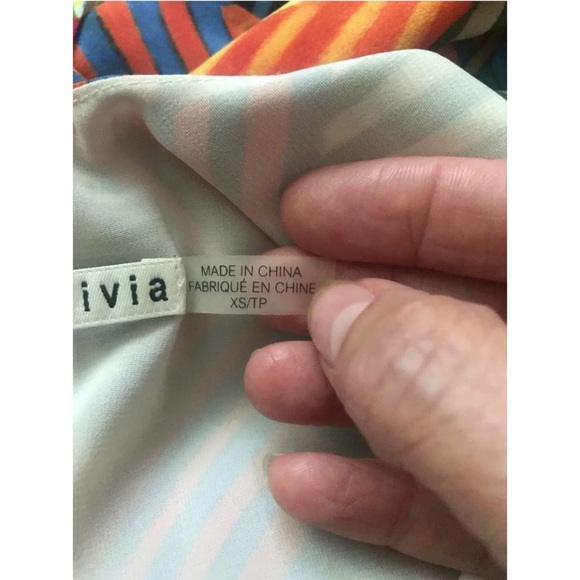 ivia
MADE IN CHINA
FABRIQUÉ EN CHINE
XS/TP